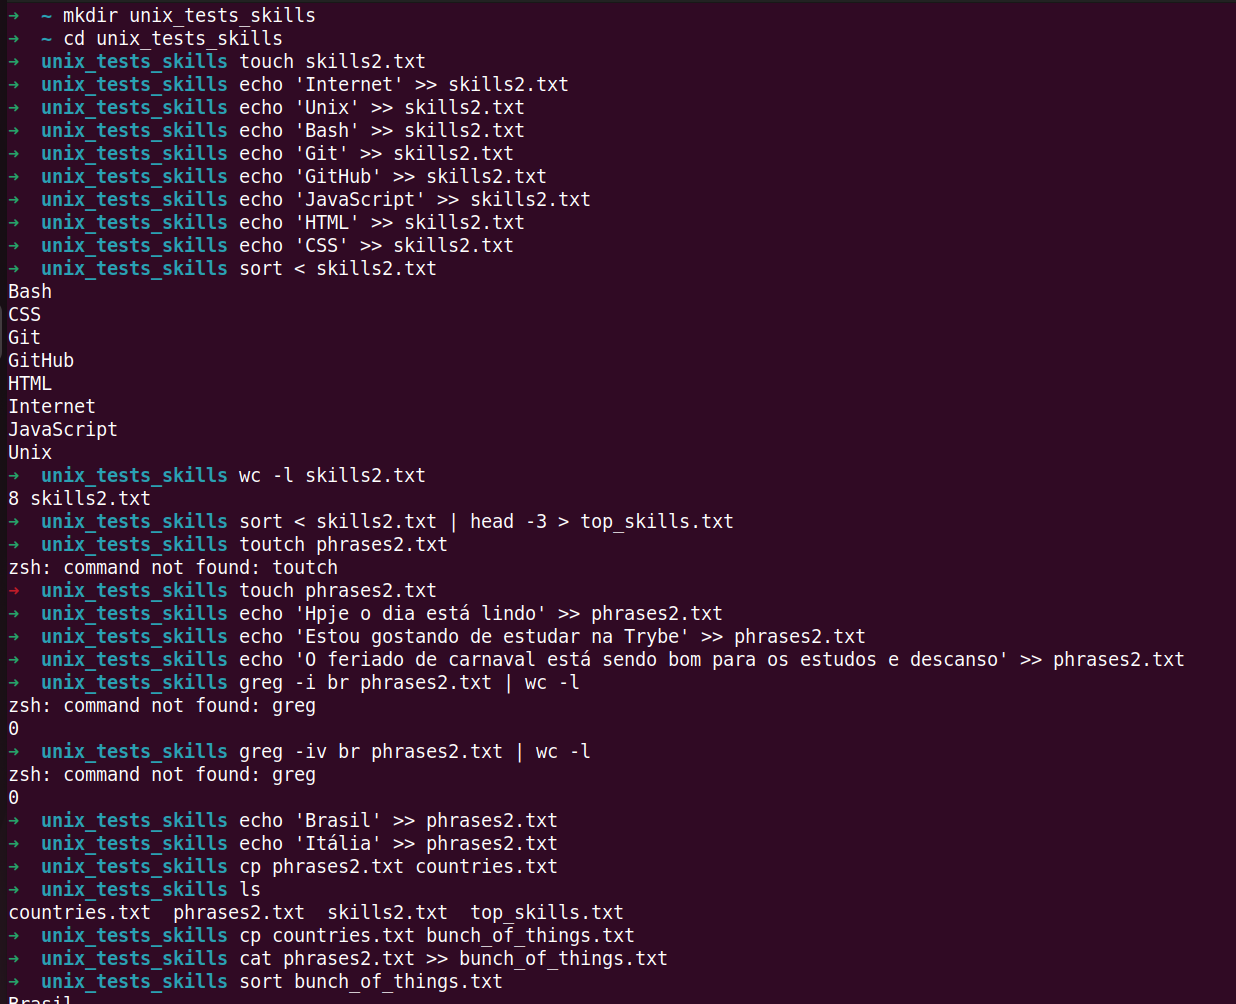 ➜  ~ mkdir unix_tests_skills
➜  ~ cd unix_tests_skills
➜  unix_tests_skills touch skills2.txt
➜  unix_tests_skills echo 'Internet' >> skills2.txt
➜  unix_tests_skills echo 'Unix' >> skills2.txt
➜  unix_tests_skills echo 'Bash' >> skills2.txt
➜  unix_tests_skills echo 'Git' >> skills2.txt
➜  unix_tests_skills echo 'GitHub' >> skills2.txt
➜  unix_tests_skills echo 'JavaScript' >> skills2.txt
➜  unix_tests_skills echo 'HTML' >> skills2.txt
➜  unix_tests_skills echo 'CSS' >> skills2.txt
➜  unix_tests_skills sort < skills2.txt
Bash
CSS
Git
GitHub
HTML
Internet
JavaScript
Unix
➜  unix_tests_skills wc -l skills2.txt
8 skills2.txt
➜  unix_tests_skills sort < skills2.txt | head -3 > top_skills.txt
➜  unix_tests_skills toutch phrases2.txt
zsh: command not found: toutch
➜  unix_tests_skills touch phrases2.txt
➜  unix_tests_skills echo 'Hpje o dia está lindo' >> phrases2.txt
➜  unix_tests_skills echo 'Estou gostando de estudar na Trybe' >> phrases2.txt
➜  unix_tests_skills echo 'O feriado de carnaval está sendo bom para os estudos e descanso' >> phrases2.txt
➜  unix_tests_skills greg -i br phrases2.txt | wc -l
zsh: command not found: greg
0
➜  unix_tests_skills greg -iv br phrases2.txt | wc -l
zsh: command not found: greg
0
➜  unix_tests_skills echo 'Brasil' >> phrases2.txt
➜  unix_tests_skills echo 'Itália' >> phrases2.txt
➜  unix_tests_skills cp phrases2.txt countries.txt
➜  unix_tests_skills ls
countries.txt  phrases2.txt  skills2.txt  top_skills.txt
➜  unix_tests_skills cp countries.txt bunch_of_things.txt
➜  unix_tests_skills cat phrases2.txt >> bunch_of_things.txt
➜  unix_tests_skills sort bunch_of_things.txt
Brasil